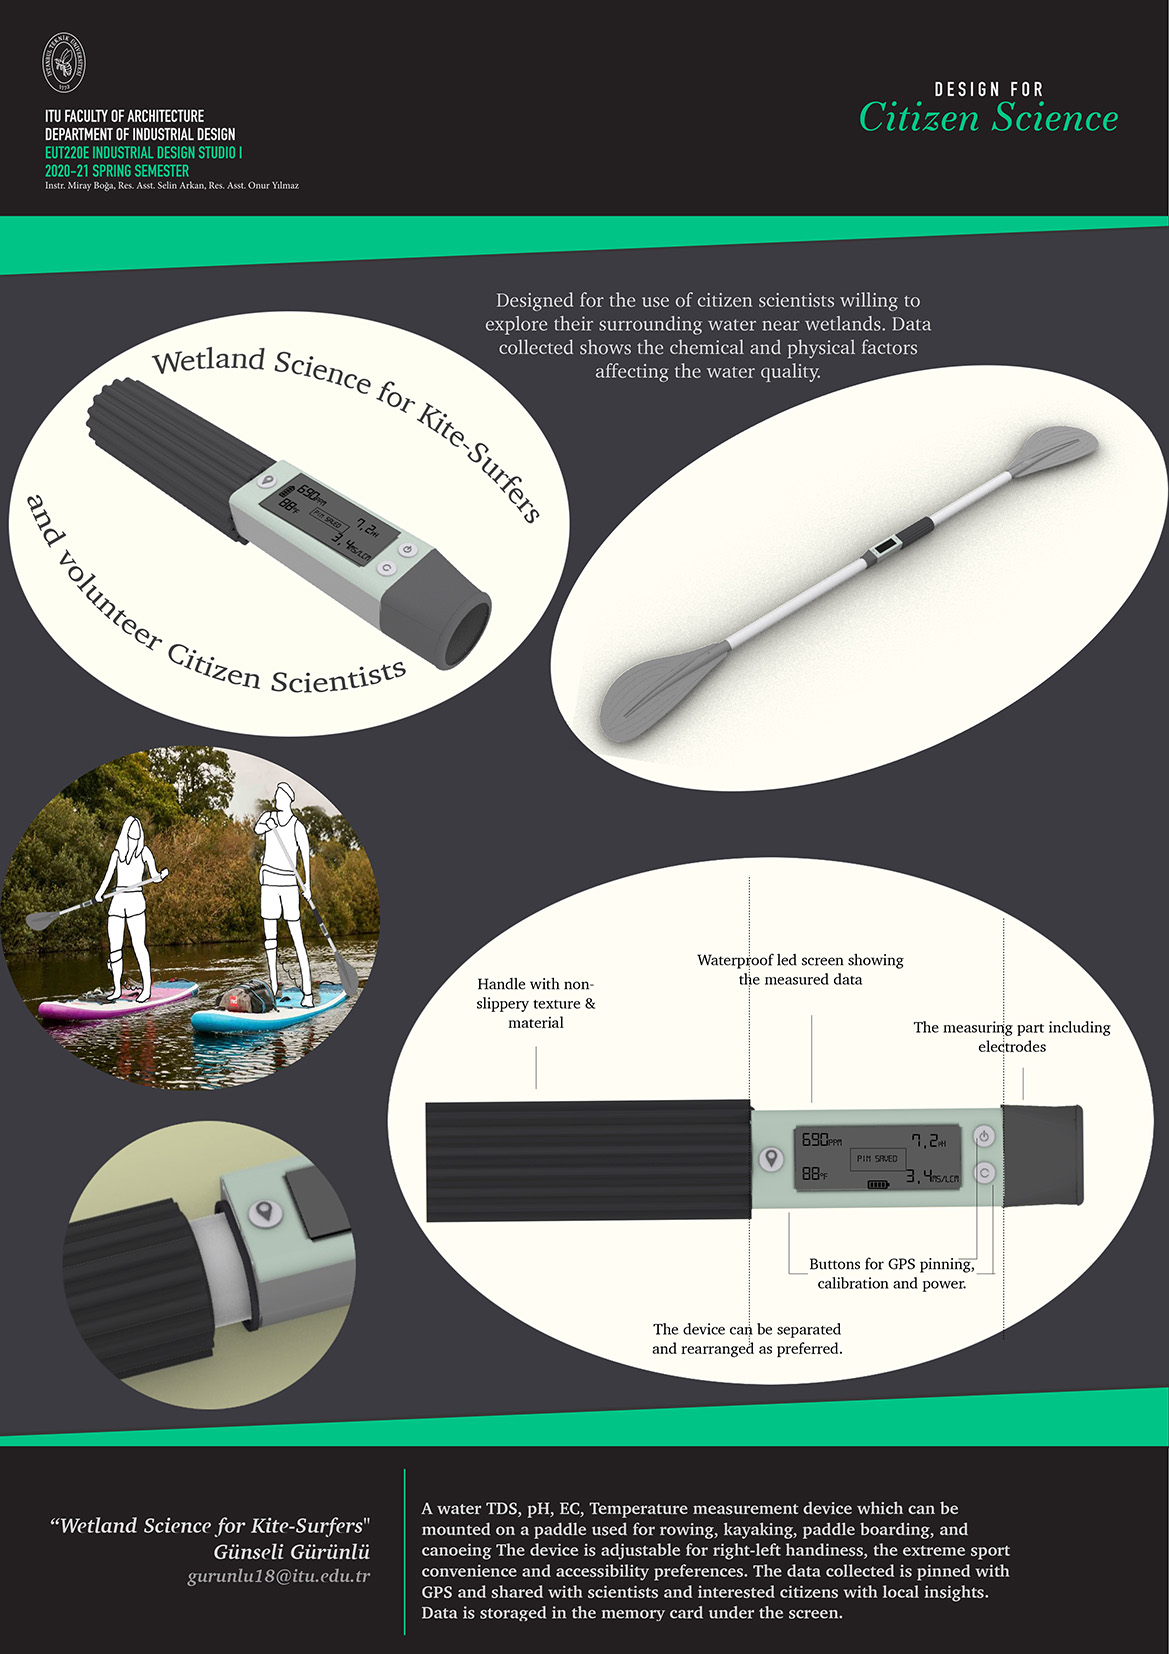 İSTANBUL TEKNİK ÜNİVERSİTESİ
1773
ITU FACULTY OF ARCHITECTURE
DEPARTMENT OF INDUSTRIAL DESIGN
EUT220E INDUSTRIAL DESIGN STUDIO I
2020-21 SPRING SEMESTER
Instr. Miray Boğa, Res. Asst. Selin Arkan, Res. Asst. Onur Yılmaz
DESIGN FOR
Citizen Science
Designed for the use of citizen scientists willing to
explore their surrounding water near wetlands. Data
collected shows the chemical and physical factors
affecting the water quality.
Wetland Science for Kite-Surfers
and volunteer Citizen Scientists
690PPM
7,2PH
88°F
PIN SAVED
3,4MS/CM
Handle with non-
slippery texture &
material
Waterproof led screen showing
the measured data
The measuring part including
electrodes
690PPM
7,2PH
PIN SAVED
88°F
3,4MS/CM
Buttons for GPS pinning,
calibration and power.
The device can be separated
and rearranged as preferred.
“Wetland Science for Kite-Surfers"
Günseli Gürünlü
gurunlu18@itu.edu.tr
A water TDS, pH, EC, Temperature measurement device which can be
mounted on a paddle used for rowing, kayaking, paddle boarding, and
canoeing The device is adjustable for right-left handiness, the extreme sport
convenience and accessibility preferences. The data collected is pinned with
GPS and shared with scientists and interested citizens with local insights.
Data is storaged in the memory card under the screen.